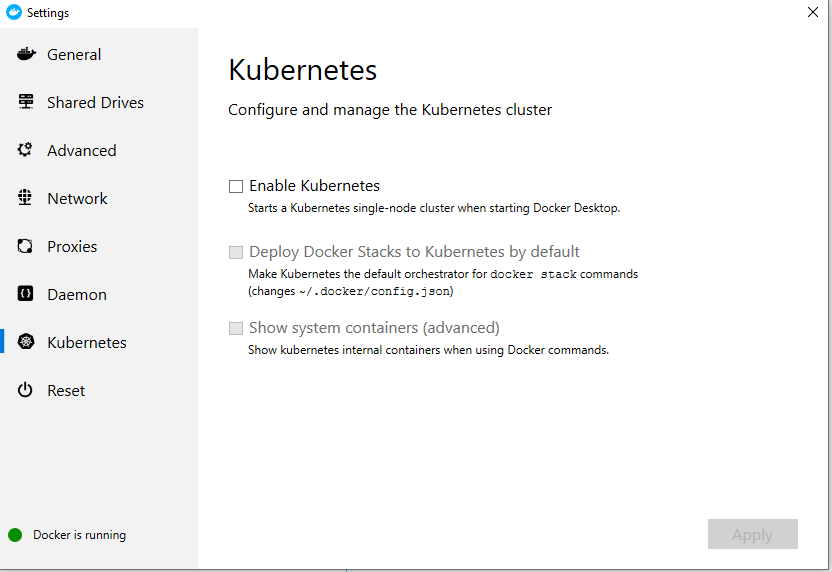 Settings
General
Shared Drives
Advanced
Network
Proxies
Daemon
Kubernetes
Reset
Docker is running
Kubernetes
Configure and manage the Kubernetes cluster
Enable Kubernetes
Starts a Kubernetes single-node cluster when starting Docker Desktop.
Deploy Docker Stacks to Kubernetes by default
Make Kubernetes the default orchestrator for docker stack commands
(changes ~/.docker/config.json)
Show system containers (advanced)
Show kubernetes internal containers when using Docker commands.
Apply